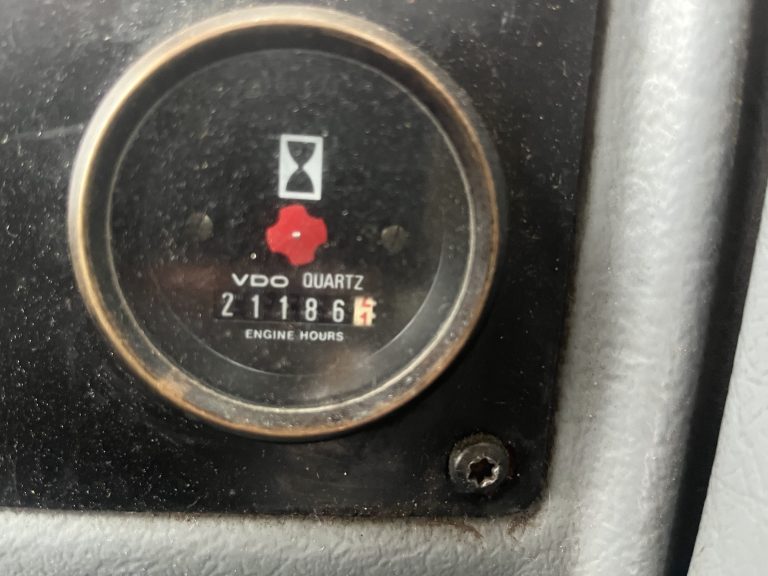 VDO QUARTZ
21186
ENGINE HOURS